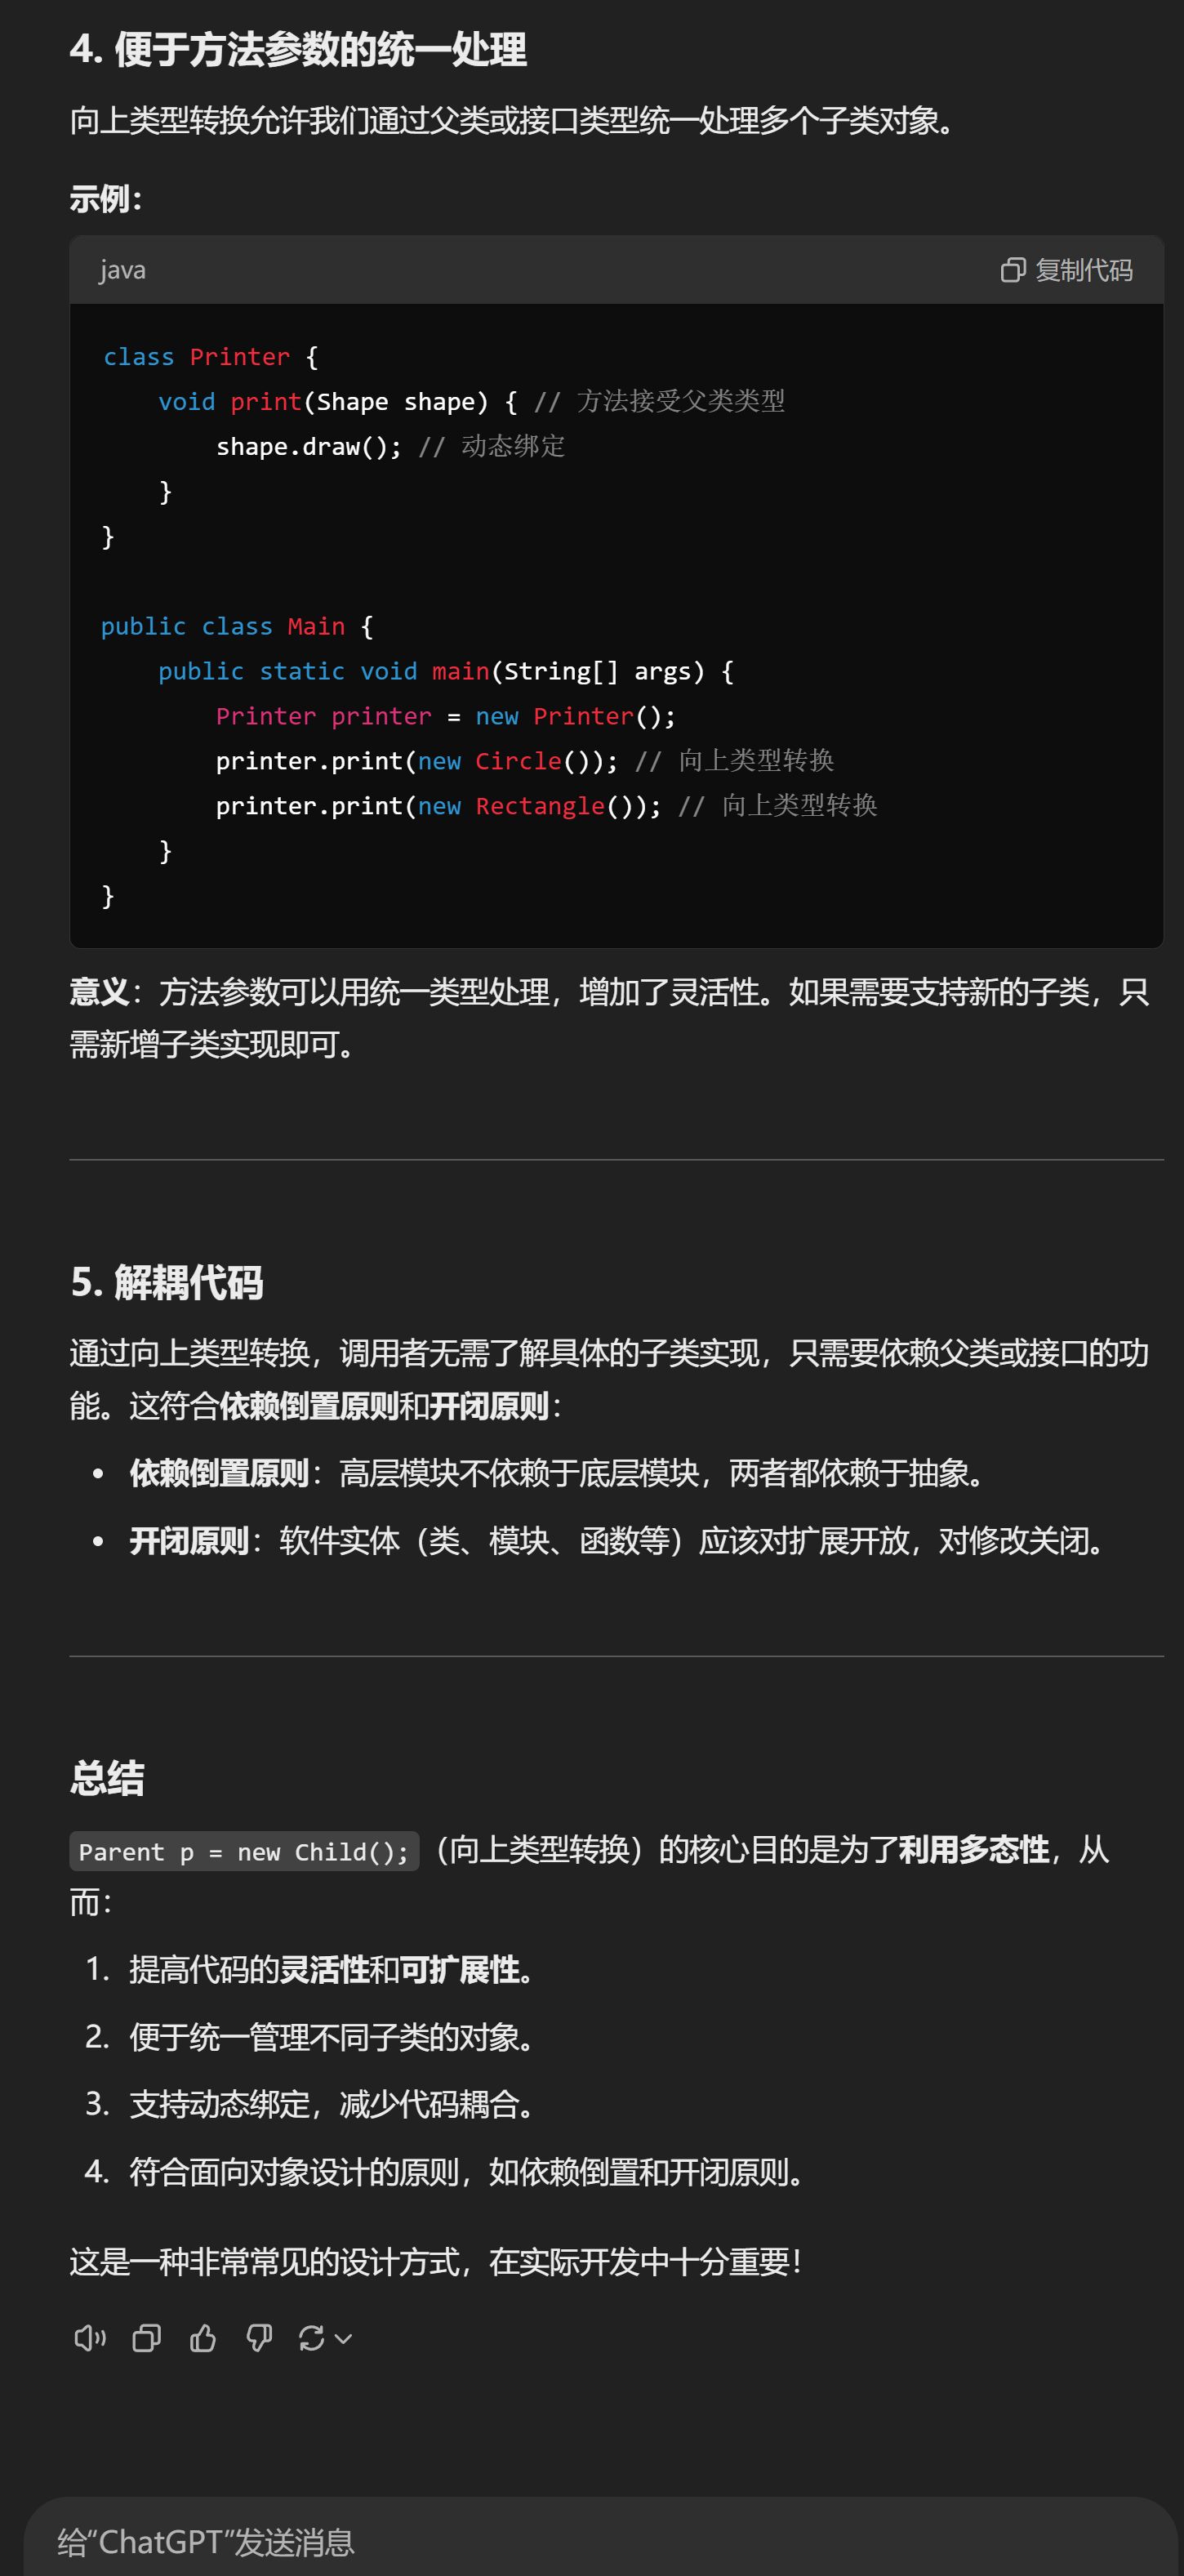 4. 便于方法参数的统一处理
向上类型转换允许我们通过父类或接口类型统一处理多个子类对象。
示例：
java
复制代码
class Printer {
    void print(Shape shape) { // 方法接受父类类型
        shape.draw(); // 动态绑定
    }
}

public class Main {
    public static void main(String[] args) {
        Printer printer = new Printer();
        printer.print(new Circle()); // 向上类型转换
        printer.print(new Rectangle()); // 向上类型转换
    }
}
意义：方法参数可以用统一类型处理，增加了灵活性。如果需要支持新的子类，只
需新增子类实现即可。
5. 解耦代码
通过向上类型转换，调用者无需了解具体的子类实现，只需要依赖父类或接口的功
能。这符合依赖倒置原则和开闭原则：
• 依赖倒置原则：高层模块不依赖于底层模块，两者都依赖于抽象。
• 开闭原则：软件实体（类、模块、函数等）应该对扩展开放，对修改关闭。
总结
Parent p = new Child();（向上类型转换）的核心目的是为了利用多态性，从
而：
1. 提高代码的灵活性和可扩展性。
2. 便于统一管理不同子类的对象。
3. 支持动态绑定，减少代码耦合。
4. 符合面向对象设计的原则，如依赖倒置和开闭原则。
这是一种非常常见的设计方式，在实际开发中十分重要！
给“ChatGPT”发送消息